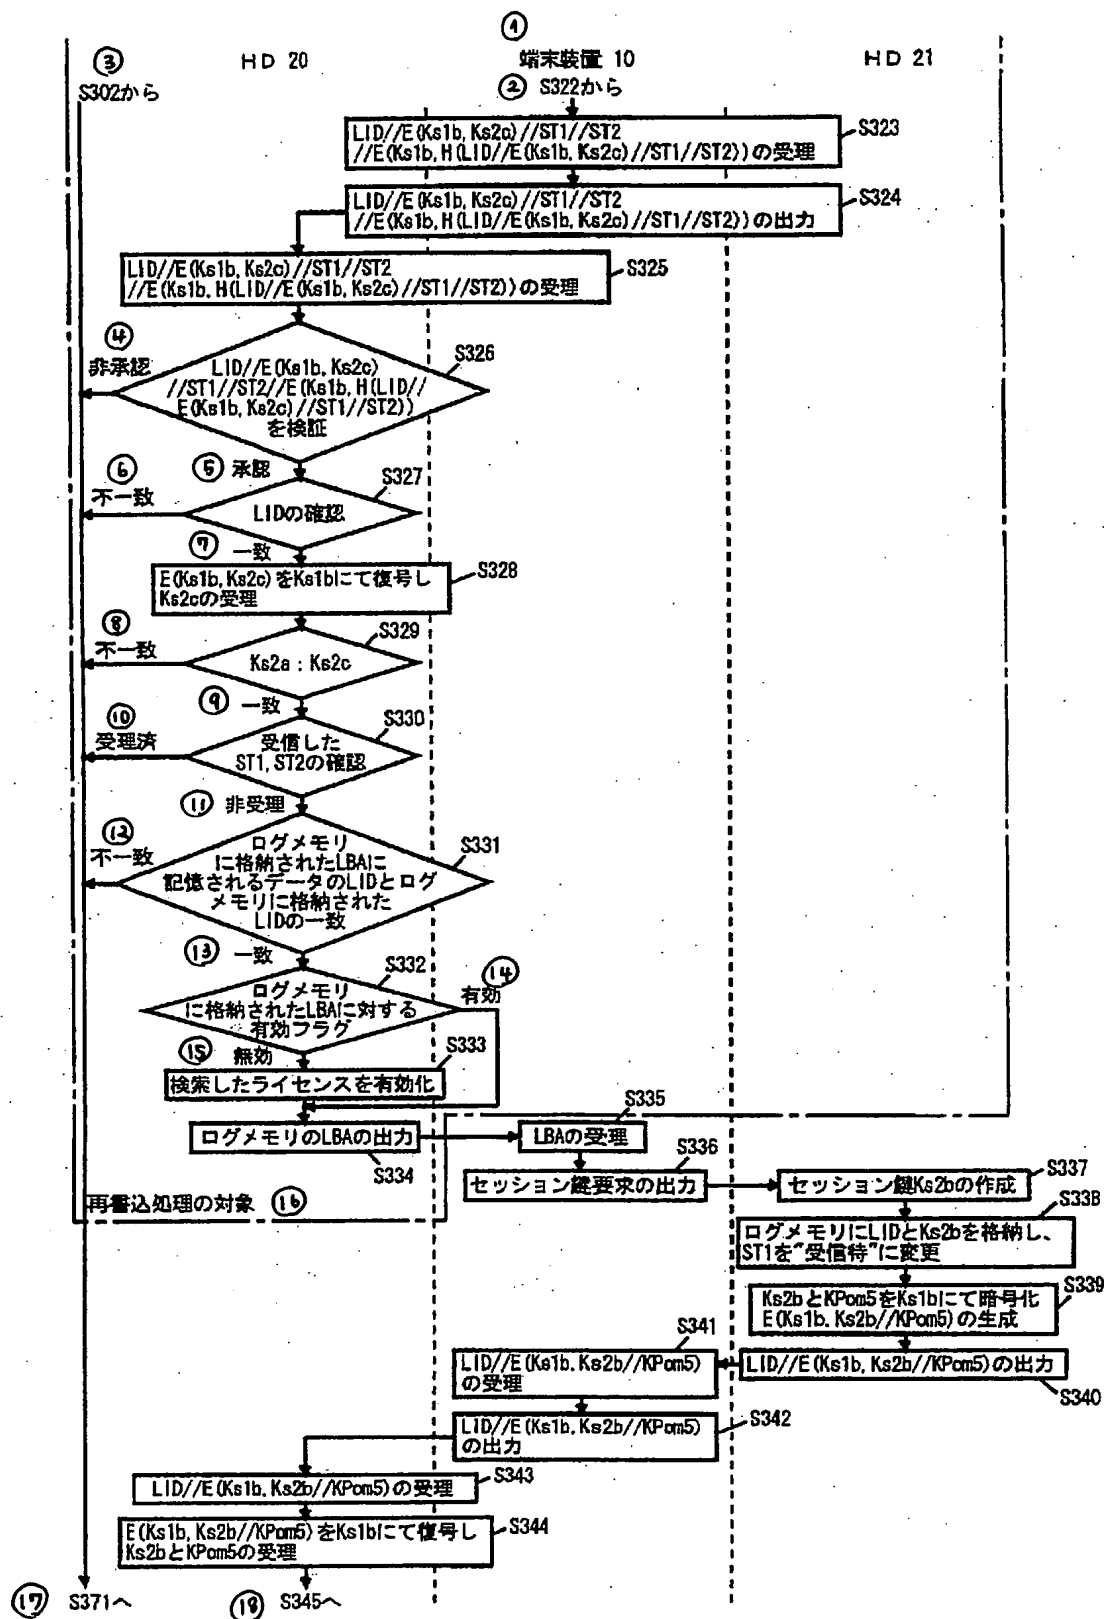 ①
③ HD 20 端末装置 10 HD 21
S302から ② S322から
LID//E(Ks1b, Ks2c)//ST1//ST2
//E(Ks1b, H(LID//E(Ks1b, Ks2c)//ST1//ST2))の受理
S323
LID//E(Ks1b, Ks2c)//ST1//ST2
//E(Ks1b, H(LID//E(Ks1b, Ks2c)//ST1//ST2))の出力
S324
LID//E(Ks1b, Ks2c)//ST1//ST2
//E(Ks1b, H(LID//E(Ks1b, Ks2c)//ST1//ST2))の受理
S325
④
非承認
LID//E(Ks1b, Ks2c)
//ST1//ST2//E(Ks1b, H(LID//
E(Ks1b, Ks2c)//ST1//ST2))
を検証
S326
⑤ 承認
⑥
不一致
LIDの確認
S327
⑦ 一致
E(Ks1b, Ks2c)をKs1bにて復号し
Ks2cの受理
S328
⑧
不一致
Ks2a : Ks2c
S329
⑨ 一致
⑩
受理済
受信した
ST1, ST2の確認
S330
⑪ 非受理
⑫
不一致
ログメモリ
に格納されたLBAに
記憶されるデータのLIDとログ
メモリに格納された
LIDの一致
S331
⑬ 一致
ログメモリ
に格納されたLBAに対する
有効フラグ
S332
⑭
有効
⑮ 無効
検索したライセンスを有効化
S333
ログメモリのLBAの出力
S334
LBAの受理
S335
セッション鍵要求の出力
S336
セッション鍵Ks2bの作成
S337
再書込処理の対象 ⑯
ログメモリにLIDとKs2bを格納し、
ST1を"受信待"に変更
S338
Ks2bとKPom5をKs1bにて暗号化
E(Ks1b, Ks2b//KPom5)の生成
S339
LID//E(Ks1b, Ks2b//KPom5)の出力
S340
LID//E(Ks1b, Ks2b//KPom5)
の受理
S341
LID//E(Ks1b, Ks2b//KPom5)
の出力
S342
LID//E(Ks1b, Ks2b//KPom5)の受理
S343
E(Ks1b, Ks2b//KPom5)をKs1bにて復号し
Ks2bとKPom5の受理
S344
⑰ S371へ ⑱ S345へ